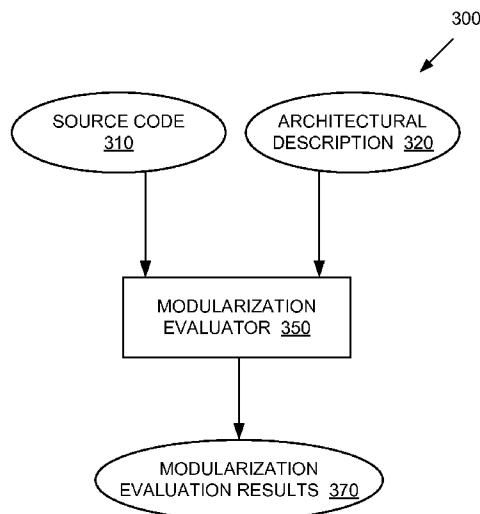 300
SOURCE CODE
310
ARCHITECTURAL
DESCRIPTION 320
MODULARIZATION
EVALUATOR 350
MODULARIZATION
EVALUATION RESULTS 370